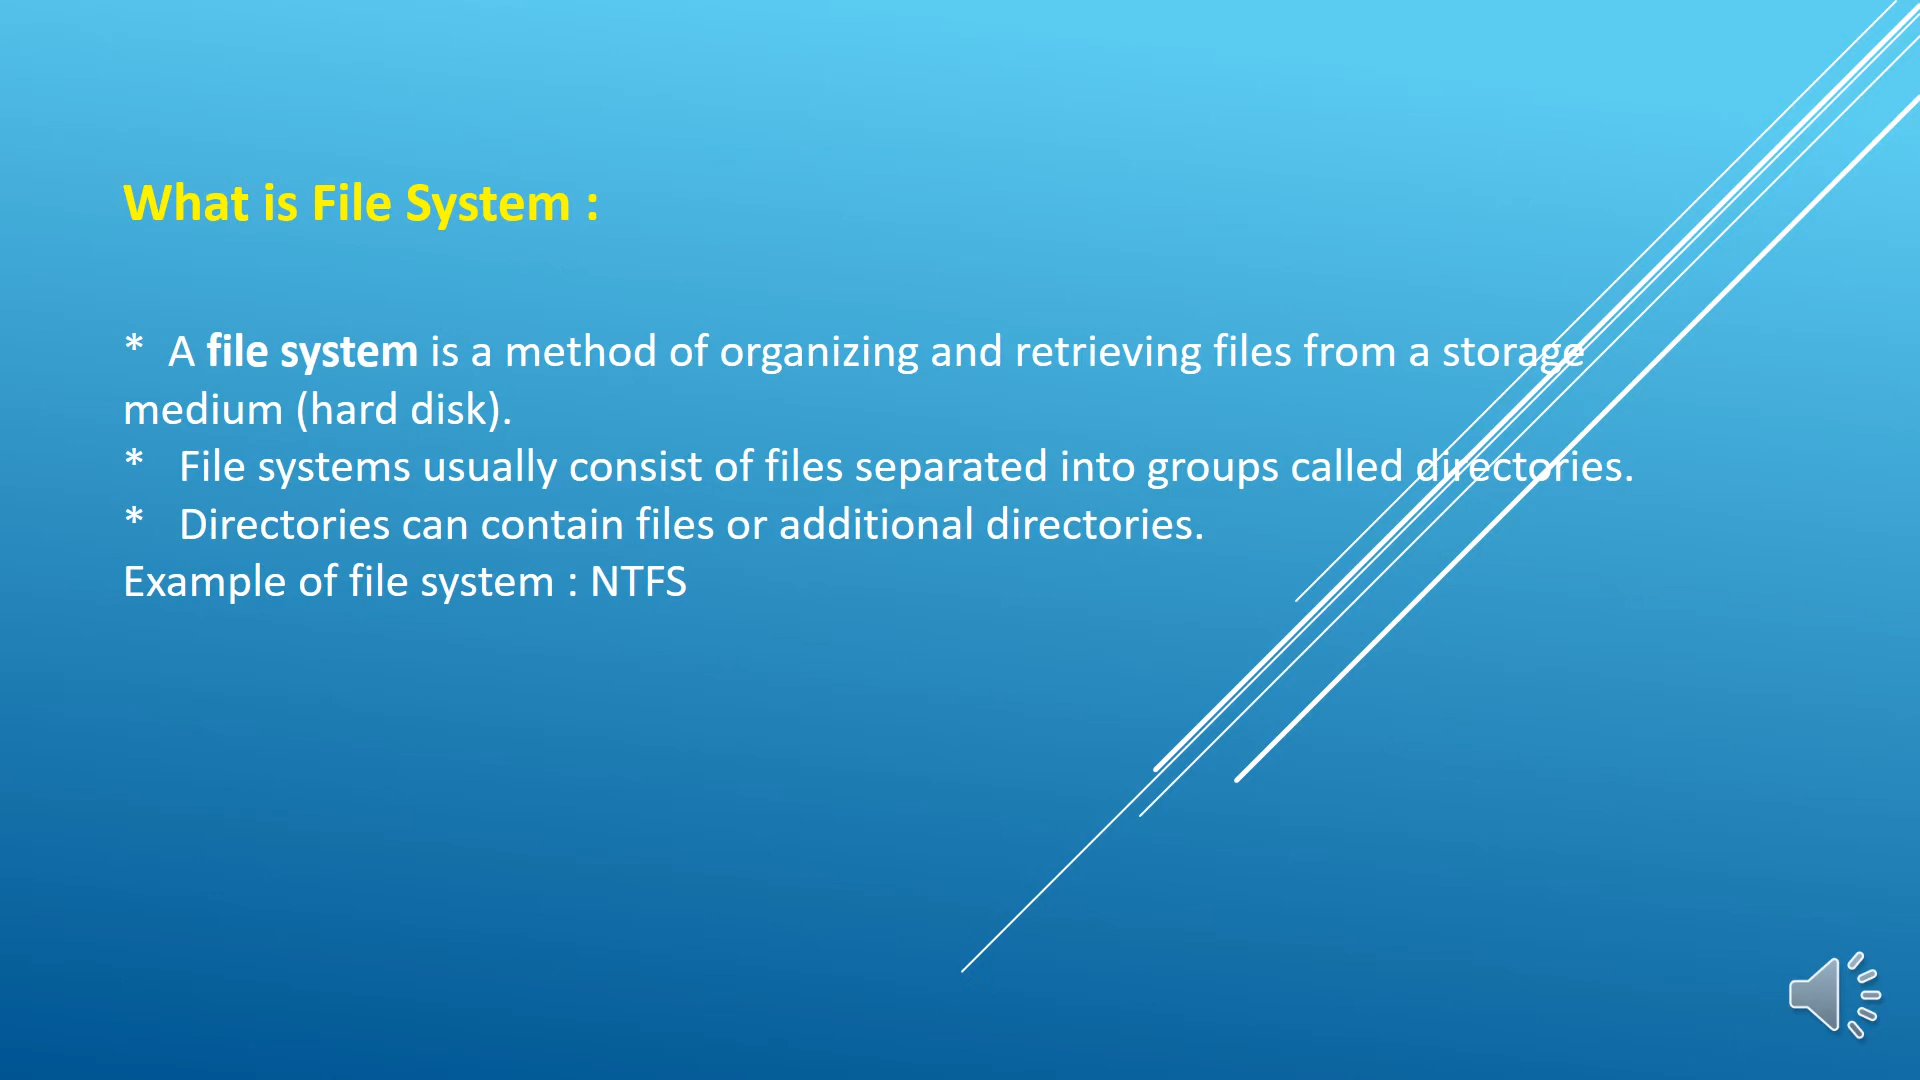 What is File System :
* A file system is a method of organizing and retrieving files from a storage
medium (hard disk).
* File systems usually consist of files separated into groups called directories.
* Directories can contain files or additional directories.
Example of file system : NTFS